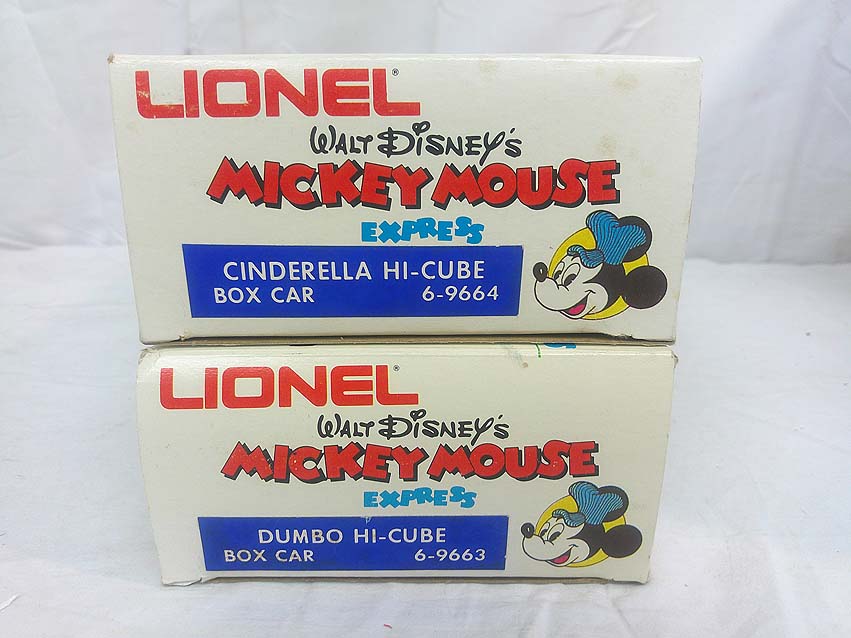 LIONEL®
WALT DISNEY'S
MICKEY MOUSE
EXPRESS
CINDERELLA HI-CUBE
BOX CAR 6-9664
LIONEL®
WALT DISNEY'S
MICKEY MOUSE
EXPRESS
DUMBO HI-CUBE
BOX CAR 6-9663